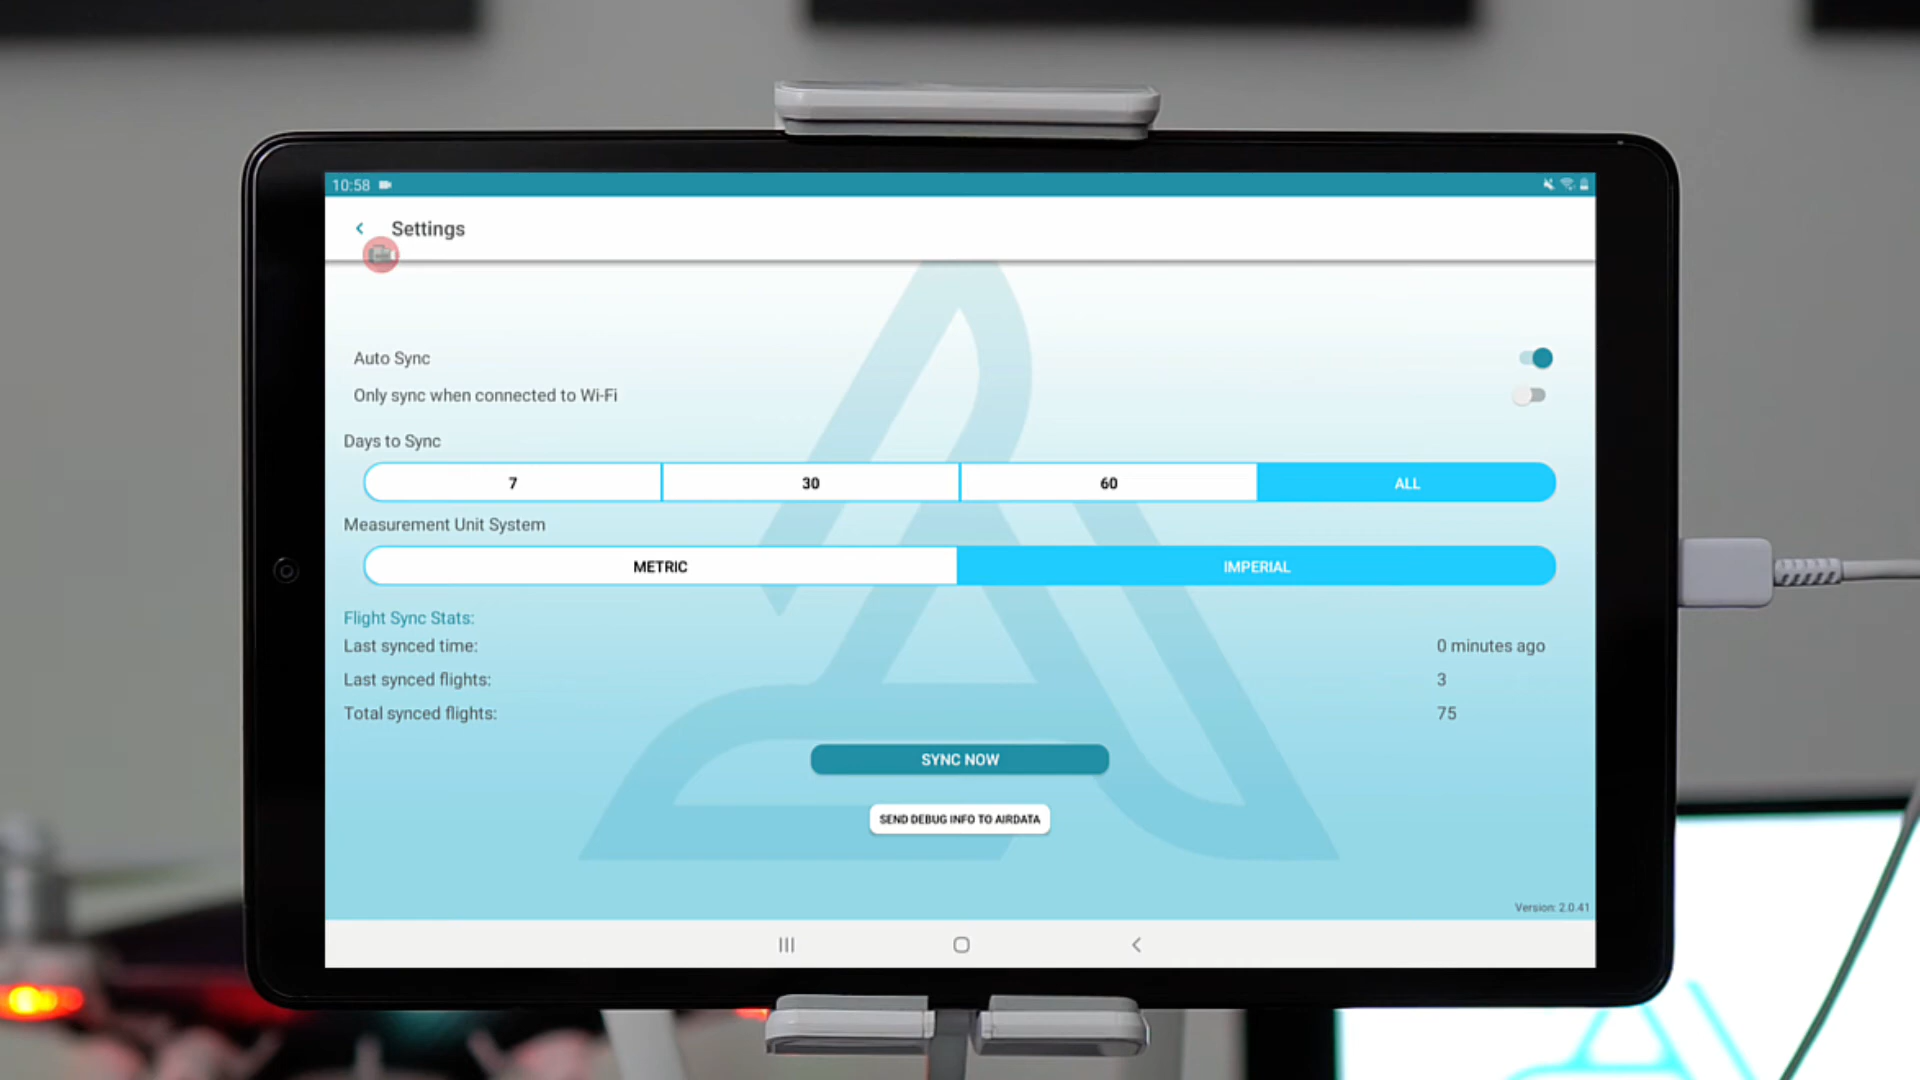 10:58
Settings
Auto Sync
Only sync when connected to Wi-Fi
Days to Sync
7 30 60 ALL
Measurement Unit System
METRIC IMPERIAL
Flight Sync Stats:
Last synced time: 0 minutes ago
Last synced flights: 3
Total synced flights: 75
SYNC NOW
SEND DEBUG INFO TO AIRDATA
Version: 2.0.41